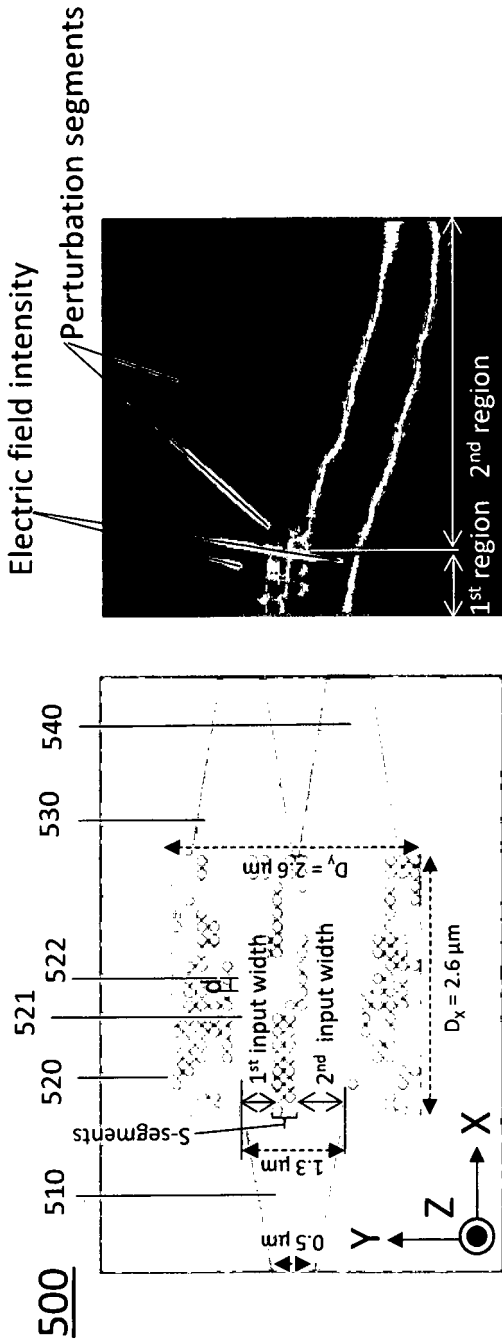 500
510
520
521
522
530
540
0.5 μm
1.3 μm
S-segments
1st input width
2nd input width
d
Dy = 2.6 μm
Dx = 2.6 μm
Y
Z
X
Electric field intensity
Perturbation segments
1st region
2nd region